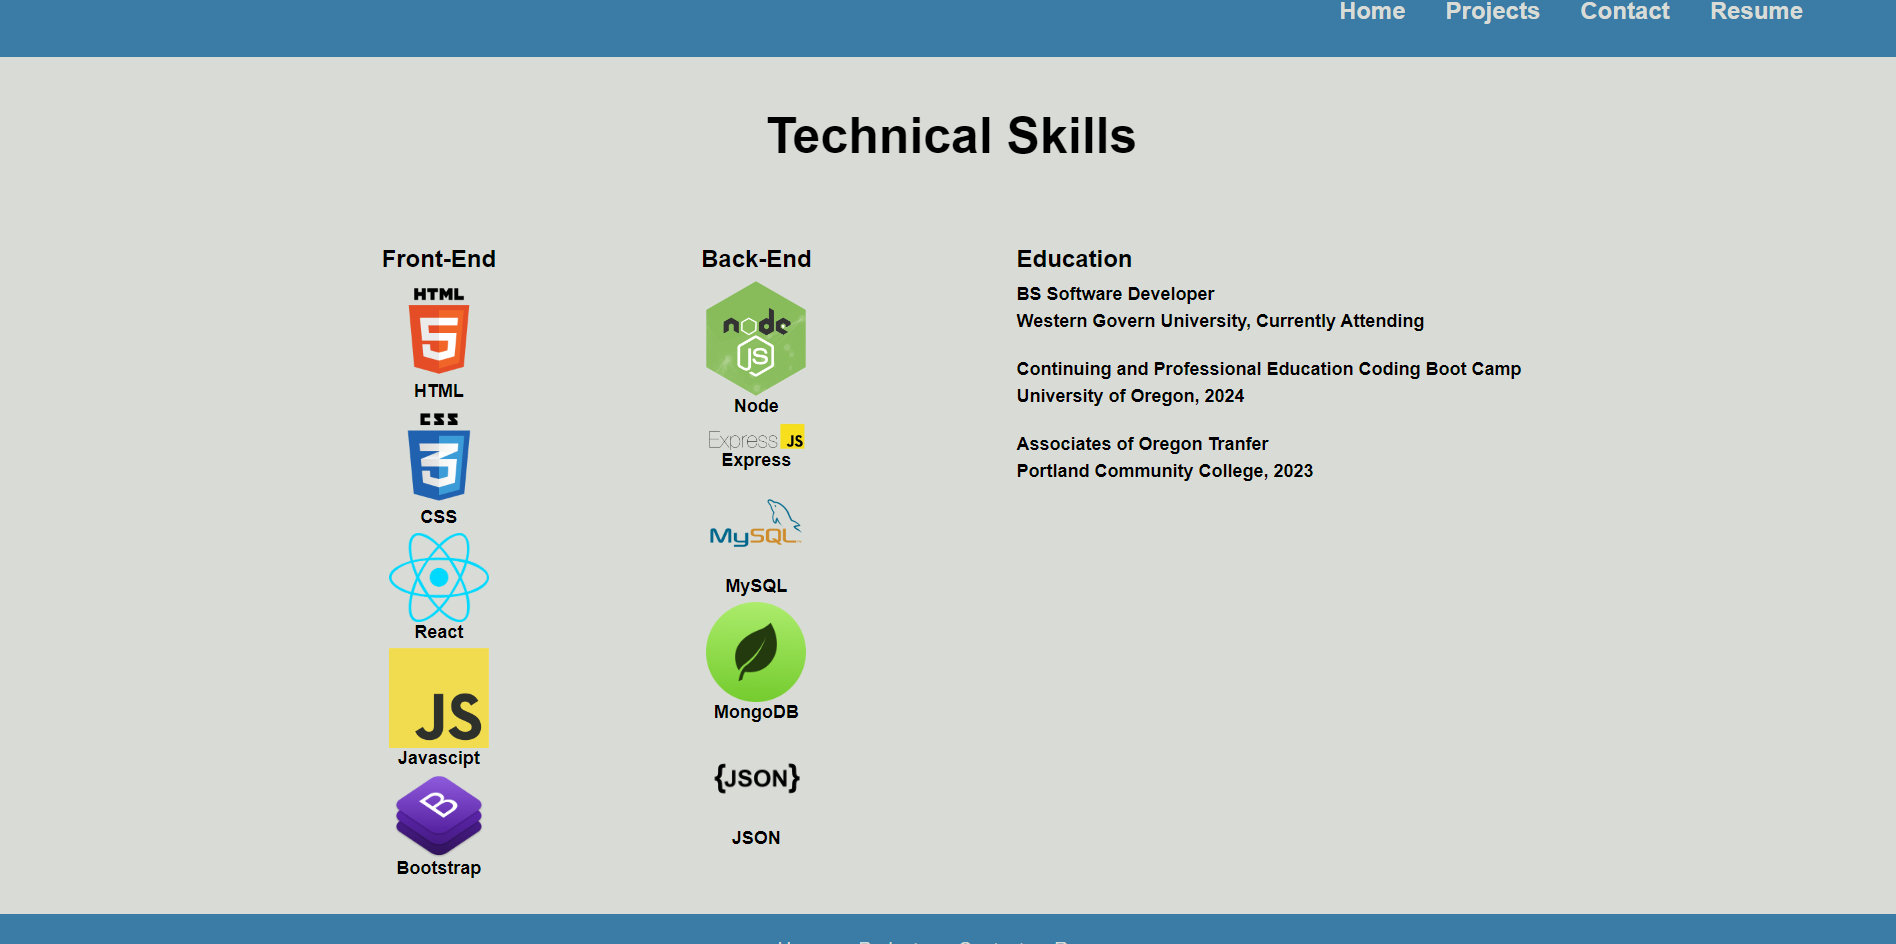 Home Projects Contact Resume
Technical Skills
Front-End
HTML
5
HTML
CSS
3
CSS
React
JS
Javascipt
B
Bootstrap
Back-End
node
JS
Node
Express JS
Express
MySQL
MySQL
MongoDB
{JSON}
JSON
Education
BS Software Developer
Western Govern University, Currently Attending
Continuing and Professional Education Coding Boot Camp
University of Oregon, 2024
Associates of Oregon Tranfer
Portland Community College, 2023